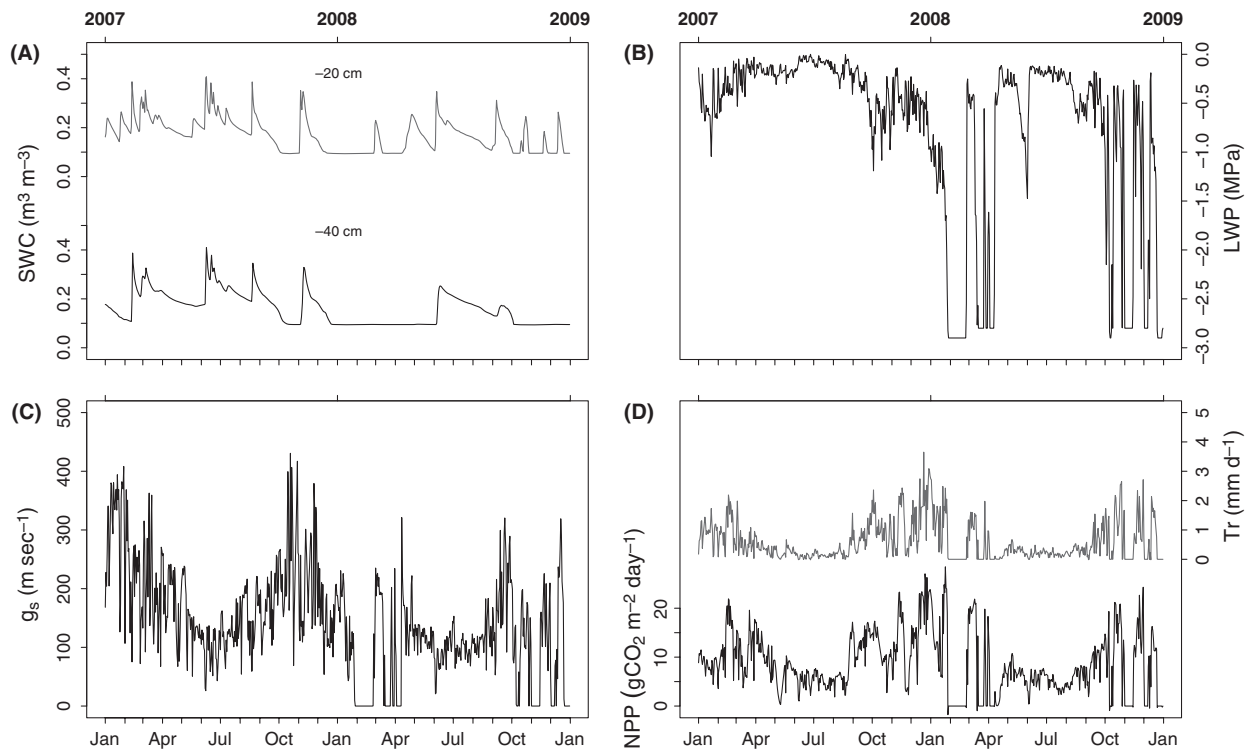 2007 2008 2009
(A)
−20 cm
−40 cm
SWC (m³ m−³)
0.0 0.2 0.4
0.0 0.2 0.4
2007 2008 2009
(B)
LWP (MPa)
0.0 −0.5 −1.0 −1.5 −2.0 −2.5 −3.0
(C)
gₛ (m sec−¹)
0 100 200 300 400 500
Jan Apr Jul Oct Jan Apr Jul Oct Jan
(D)
NPP (gCO₂ m−² day−¹)
0 10 20
Tr (mm d−¹)
0 1 2 3 4 5
Jan Apr Jul Oct Jan Apr Jul Oct Jan